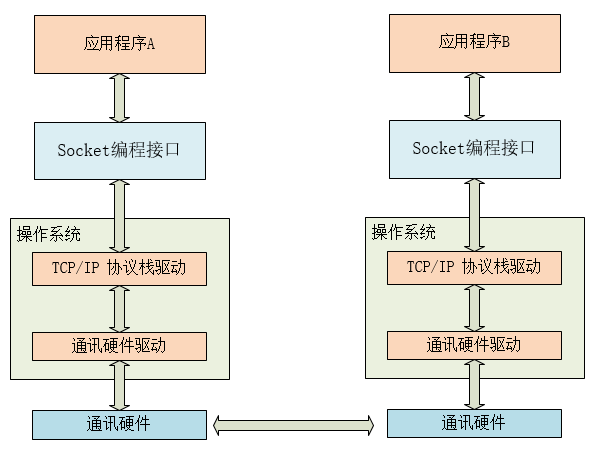 应用程序A
Socket编程接口
操作系统
TCP/IP 协议栈驱动
通讯硬件驱动
通讯硬件
应用程序B
Socket编程接口
操作系统
TCP/IP 协议栈驱动
通讯硬件驱动
通讯硬件